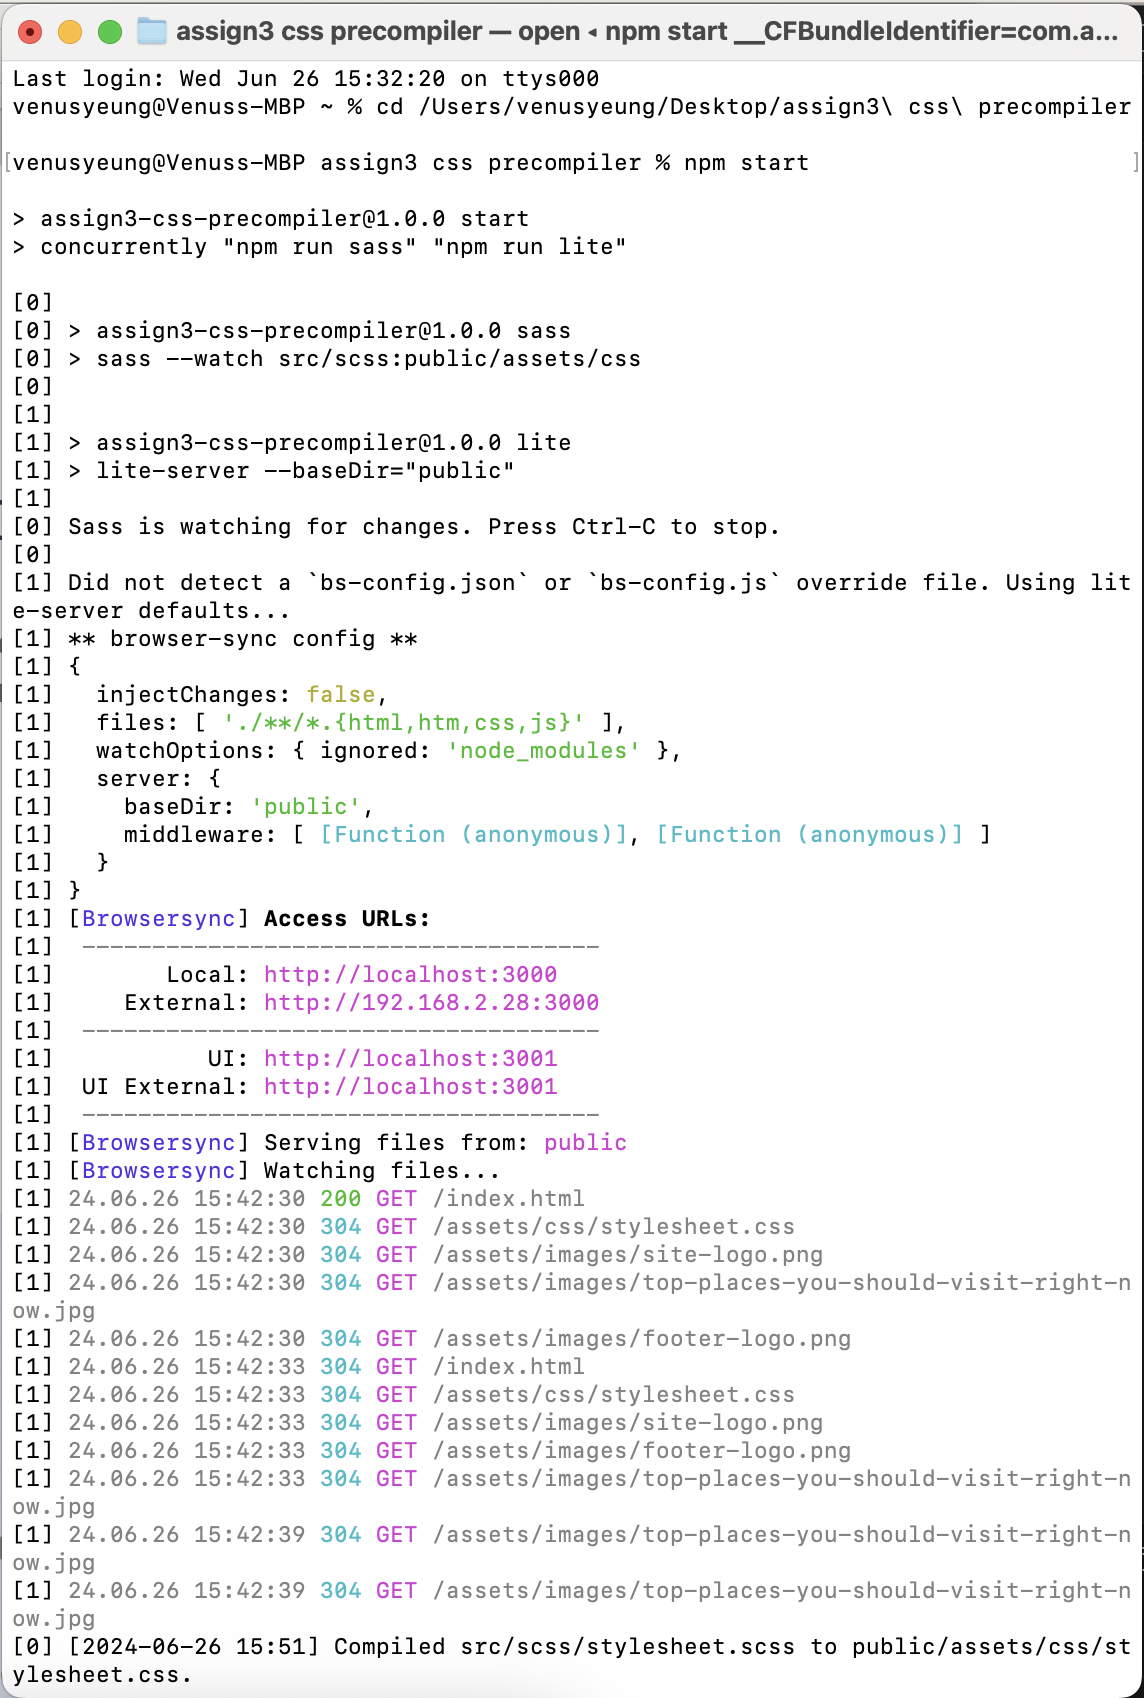 assign3 css precompiler — open ◂ npm start __CFBundleIdentifier=com.a...
Last login: Wed Jun 26 15:32:20 on ttys000
venusyeung@Venuss-MBP ~ % cd /Users/venusyeung/Desktop/assign3\ css\ precompiler
[venusyeung@Venuss-MBP assign3 css precompiler % npm start ]
> assign3-css-precompiler@1.0.0 start
> concurrently "npm run sass" "npm run lite"
[0]
[0] > assign3-css-precompiler@1.0.0 sass
[0] > sass --watch src/scss:public/assets/css
[0]
[1]
[1] > assign3-css-precompiler@1.0.0 lite
[1] > lite-server --baseDir="public"
[1]
[0] Sass is watching for changes. Press Ctrl-C to stop.
[0]
[1] Did not detect a `bs-config.json` or `bs-config.js` override file. Using lit
e-server defaults...
[1] ** browser-sync config **
[1] {
[1]   injectChanges: false,
[1]   files: [ './**/*.{html,htm,css,js}' ],
[1]   watchOptions: { ignored: 'node_modules' },
[1]   server: {
[1]     baseDir: 'public',
[1]     middleware: [ [Function (anonymous)], [Function (anonymous)] ]
[1]   }
[1] }
[1] [Browsersync] Access URLs:
[1]  -------------------------------------
[1]        Local: http://localhost:3000
[1]     External: http://192.168.2.28:3000
[1]  -------------------------------------
[1]           UI: http://localhost:3001
[1]  UI External: http://localhost:3001
[1]  -------------------------------------
[1] [Browsersync] Serving files from: public
[1] [Browsersync] Watching files...
[1] 24.06.26 15:42:30 200 GET /index.html
[1] 24.06.26 15:42:30 304 GET /assets/css/stylesheet.css
[1] 24.06.26 15:42:30 304 GET /assets/images/site-logo.png
[1] 24.06.26 15:42:30 304 GET /assets/images/top-places-you-should-visit-right-n
ow.jpg
[1] 24.06.26 15:42:30 304 GET /assets/images/footer-logo.png
[1] 24.06.26 15:42:33 304 GET /index.html
[1] 24.06.26 15:42:33 304 GET /assets/css/stylesheet.css
[1] 24.06.26 15:42:33 304 GET /assets/images/site-logo.png
[1] 24.06.26 15:42:33 304 GET /assets/images/footer-logo.png
[1] 24.06.26 15:42:33 304 GET /assets/images/top-places-you-should-visit-right-n
ow.jpg
[1] 24.06.26 15:42:39 304 GET /assets/images/top-places-you-should-visit-right-n
ow.jpg
[1] 24.06.26 15:42:39 304 GET /assets/images/top-places-you-should-visit-right-n
ow.jpg
[0] [2024-06-26 15:51] Compiled src/scss/stylesheet.scss to public/assets/css/st
ylesheet.css.